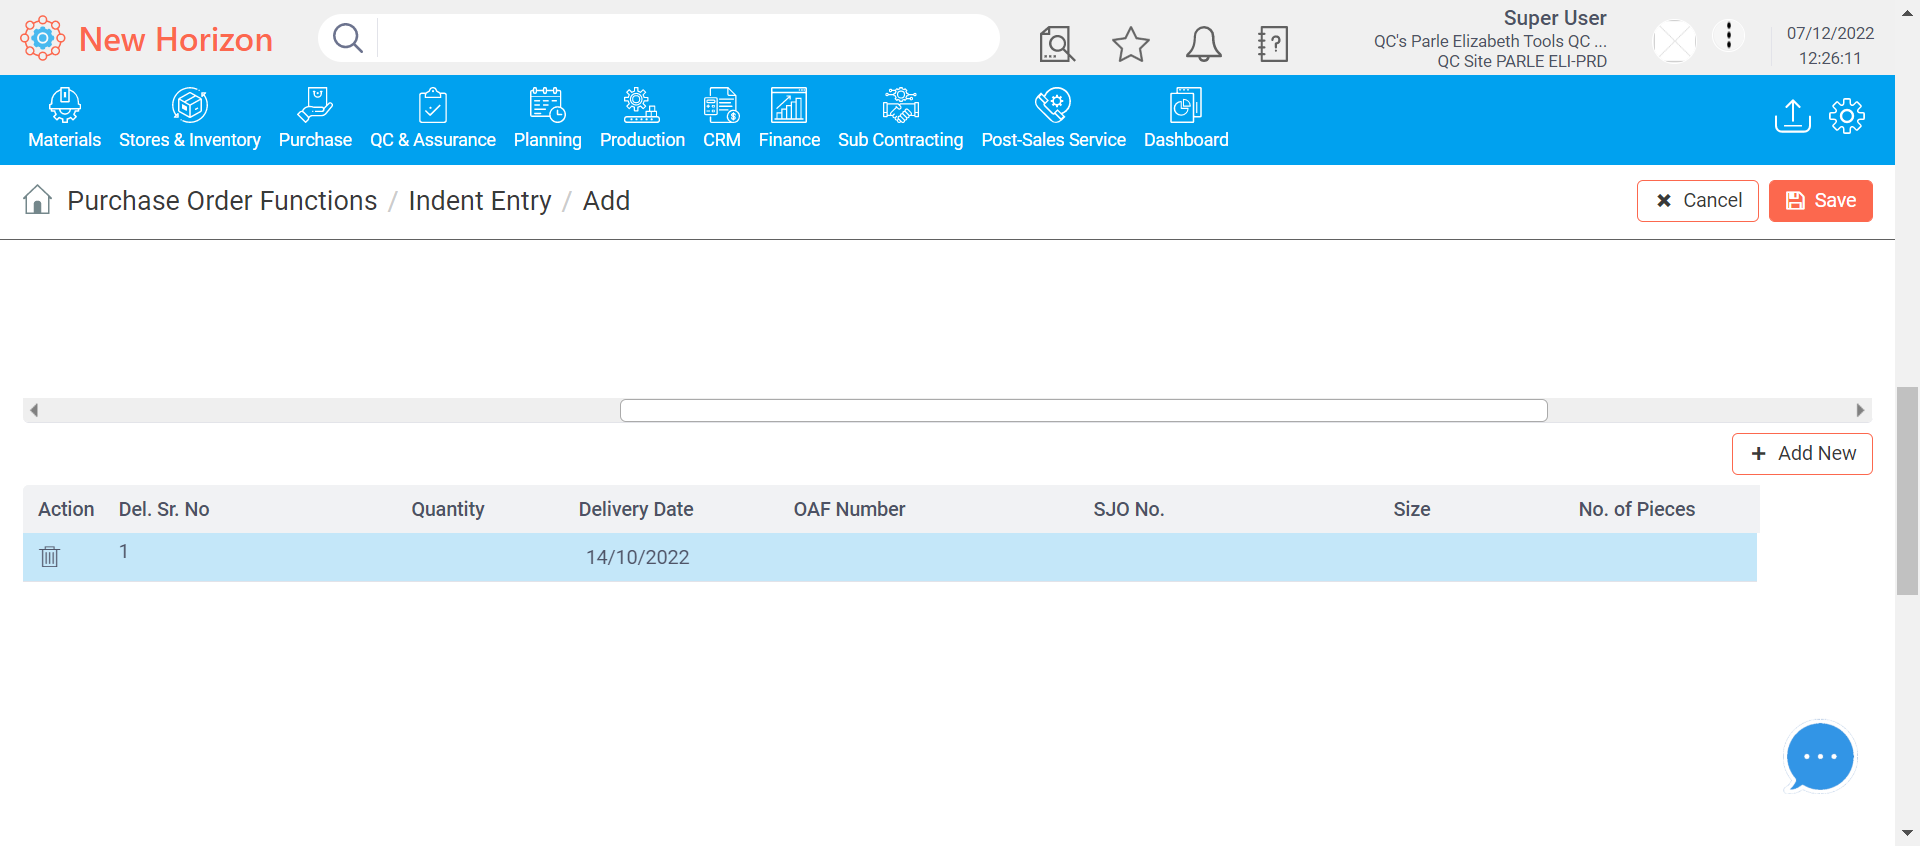 New Horizon
Super User
QC's Parle Elizabeth Tools QC ...
QC Site PARLE ELI-PRD
07/12/2022
12:26:11
Materials
Stores & Inventory
Purchase
QC & Assurance
Planning
Production
CRM
Finance
Sub Contracting
Post-Sales Service
Dashboard
Purchase Order Functions / Indent Entry / Add
Cancel
Save
Add New
Action Del. Sr. No Quantity Delivery Date OAF Number SJO No. Size No. of Pieces
1 14/10/2022